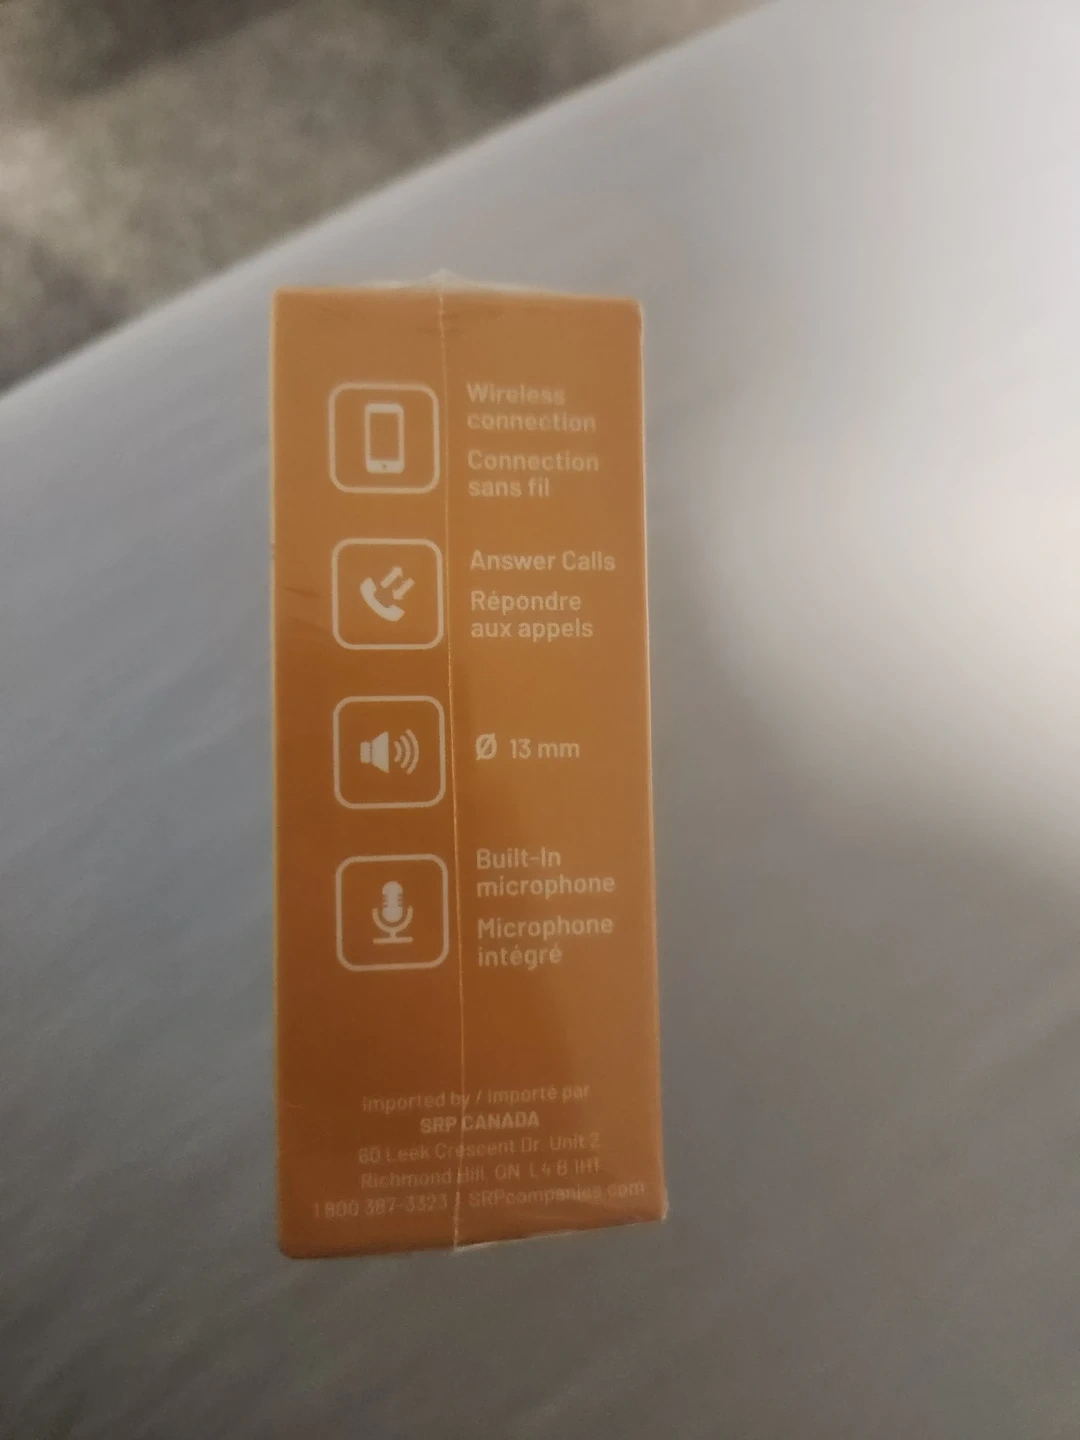 Wireless
connection
Connection
sans fil
Answer Calls
Répondre
aux appels
Ø 13 mm
Built-In
microphone
Microphone
intégré
Imported by / Importé par
SRP CANADA
60 Leek Crescent Dr. Unit 2
Richmond Hill, ON L4B 1H1
1 800 387-3323 / SRPcompanies.com